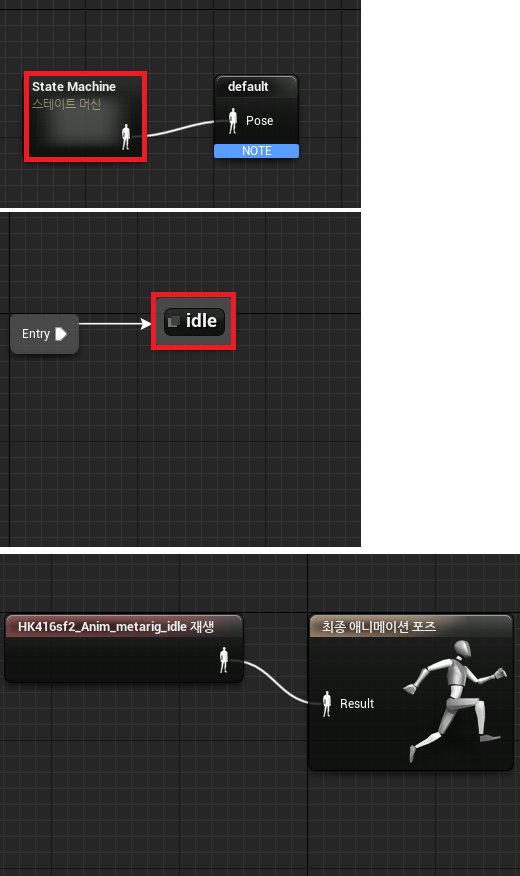 State Machine
스테이트 머신
default
Pose
NOTE
Entry
idle
HK416sf2_Anim_metarig_idle 재생
최종 애니메이션 포즈
Result